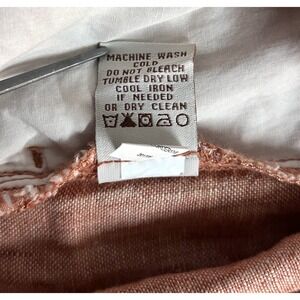 MACHINE WASH
COLD
DO NOT BLEACH
TUMBLE DRY LOW
COOL IRON
IF NEEDED
OR DRY CLEAN